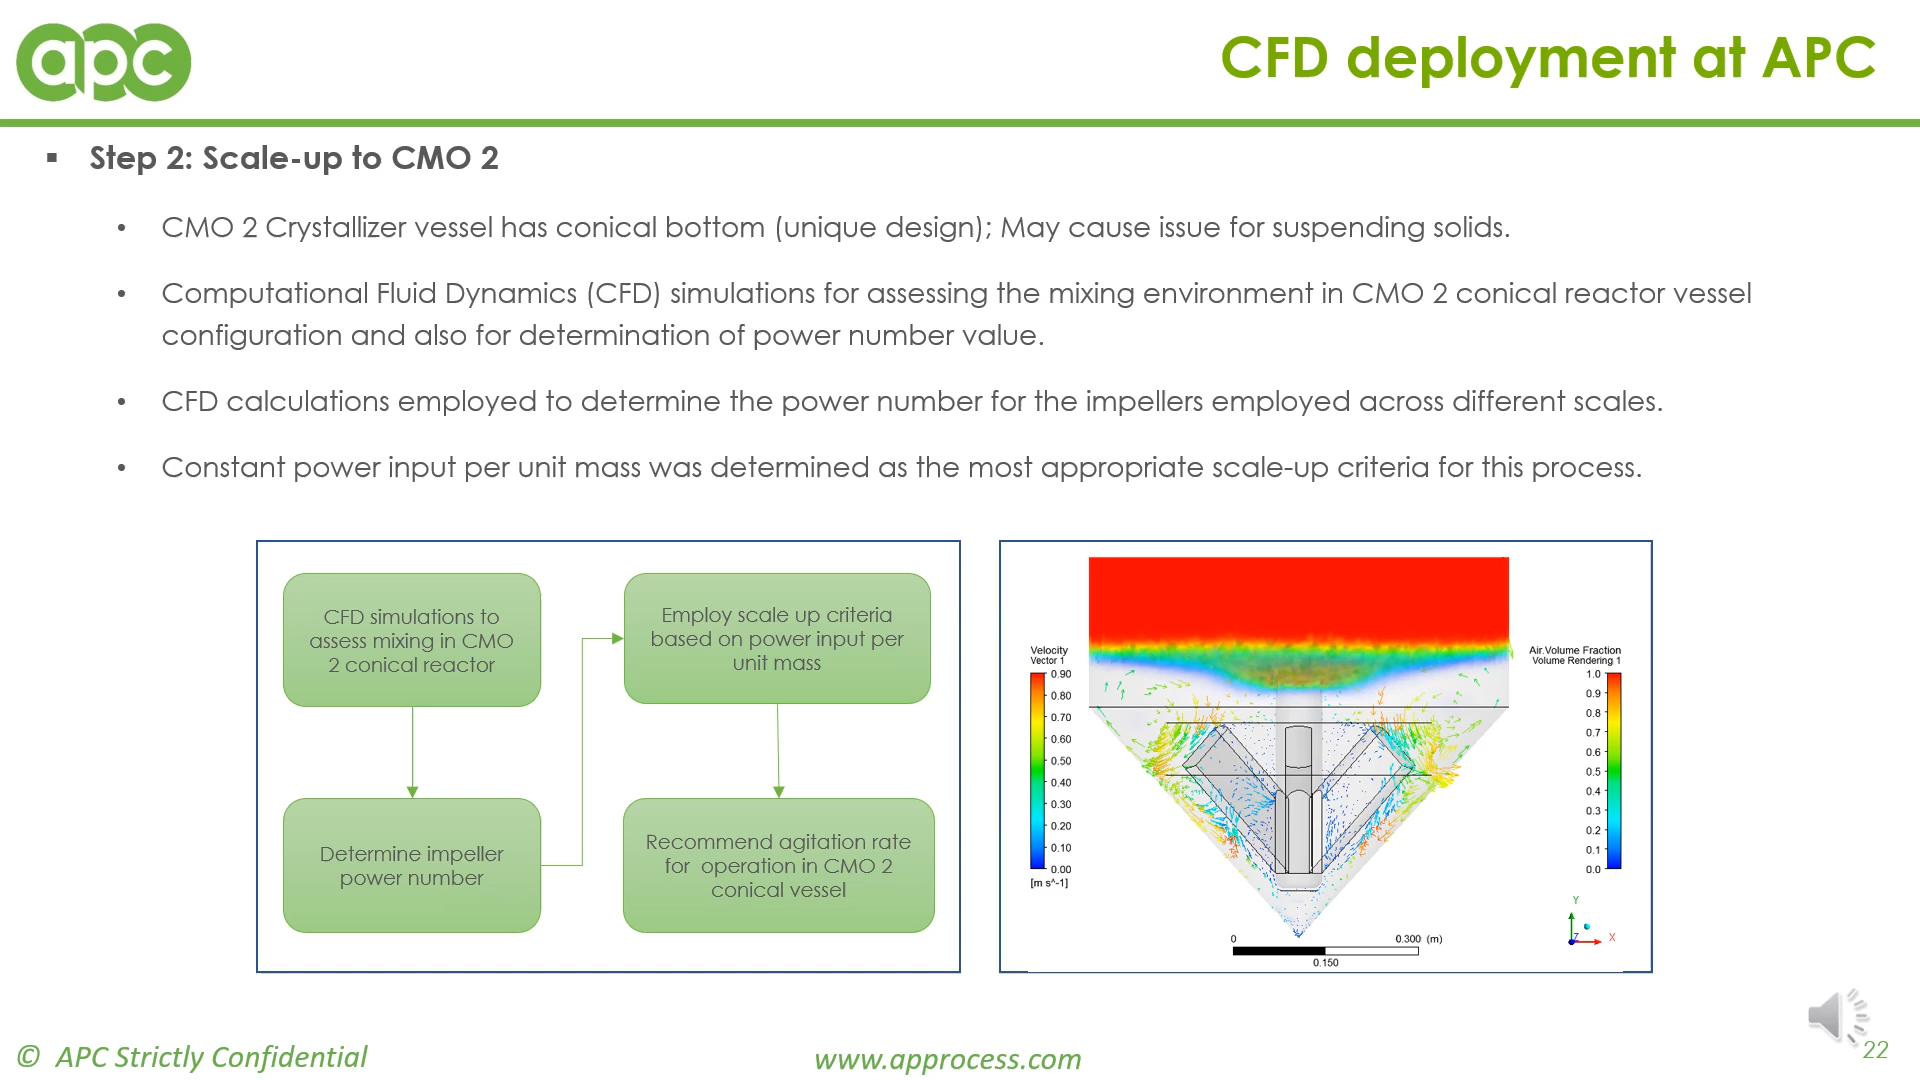 apc
CFD deployment at APC
▪ Step 2: Scale-up to CMO 2
• CMO 2 Crystallizer vessel has conical bottom (unique design); May cause issue for suspending solids.
• Computational Fluid Dynamics (CFD) simulations for assessing the mixing environment in CMO 2 conical reactor vessel
configuration and also for determination of power number value.
• CFD calculations employed to determine the power number for the impellers employed across different scales.
• Constant power input per unit mass was determined as the most appropriate scale-up criteria for this process.
CFD simulations to
assess mixing in CMO
2 conical reactor
Determine impeller
power number
Employ scale up criteria
based on power input per
unit mass
Recommend agitation rate
for operation in CMO 2
conical vessel
Velocity
Vector 1
0.90
0.80
0.70
0.60
0.50
0.40
0.30
0.20
0.10
0.00
[m s^-1]
Air.Volume Fraction
Volume Rendering 1
1.0
0.9
0.8
0.7
0.6
0.5
0.4
0.3
0.2
0.1
0.0
0 0.300 (m)
0.150
Y
Z X
© APC Strictly Confidential
www.approcess.com
22